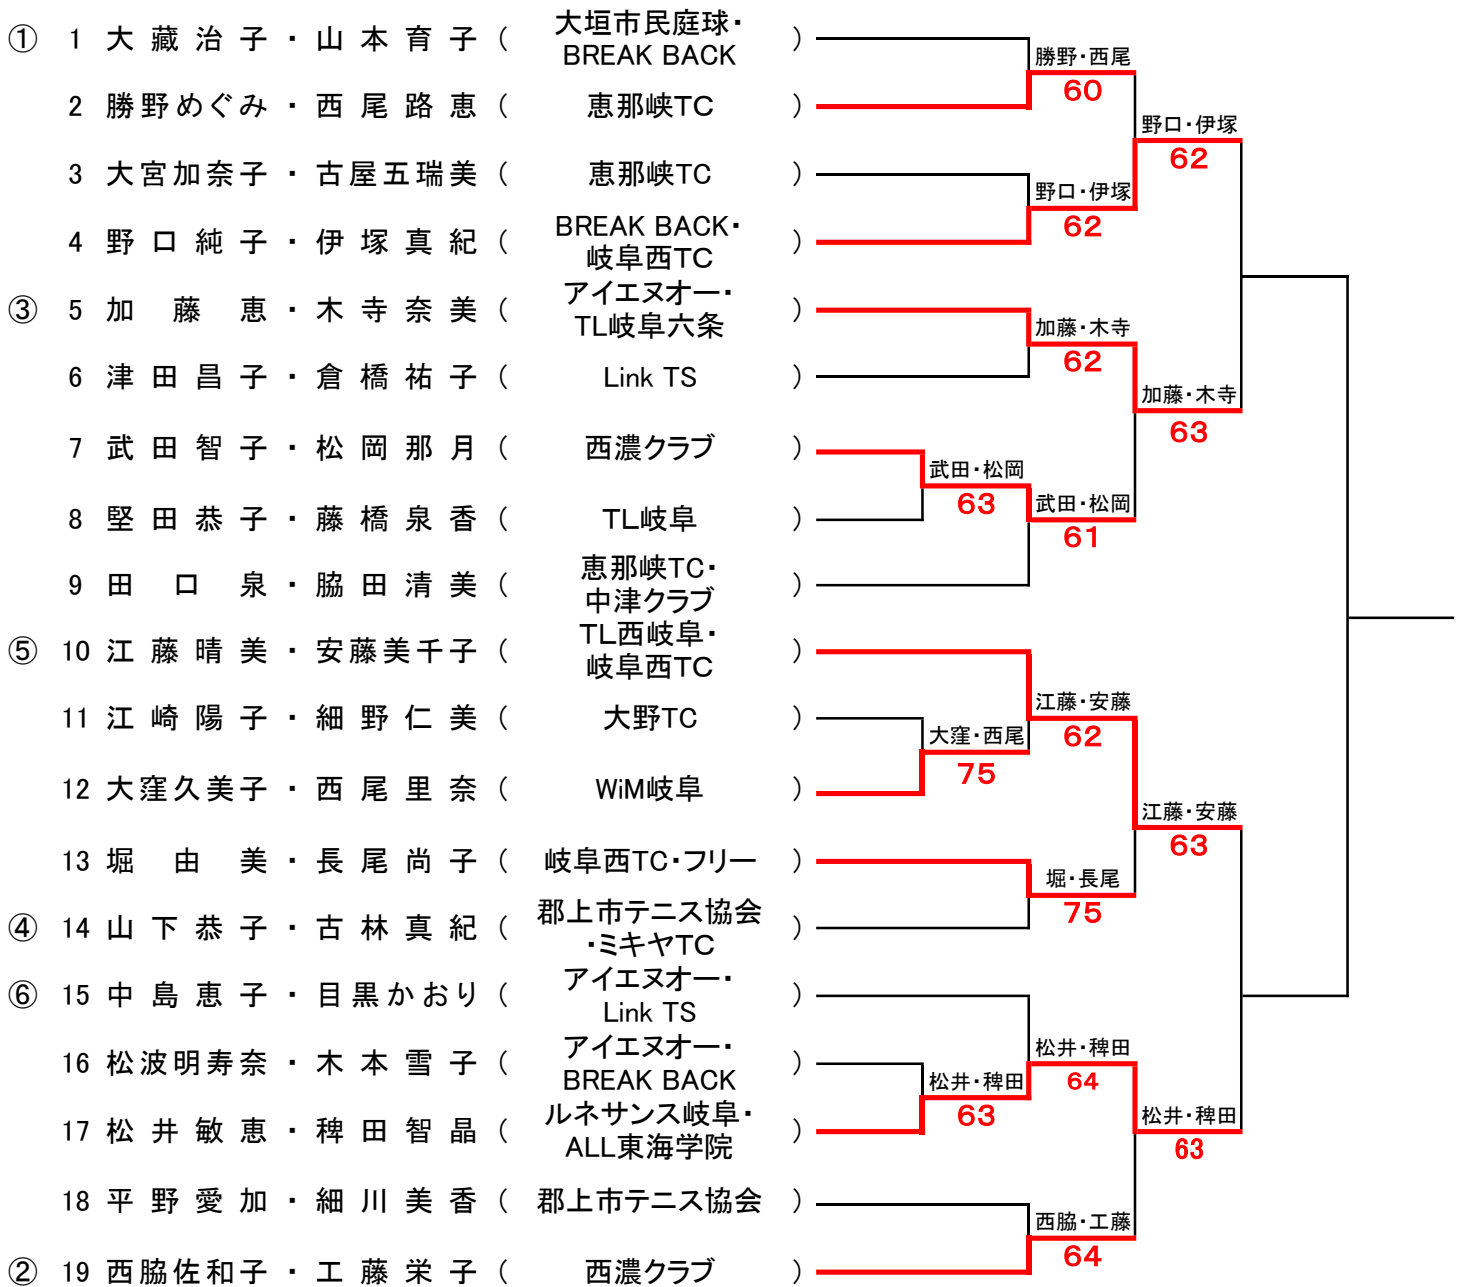 ① 1 大藏治子・山本育子 ( 大垣市民庭球・
BREAK BACK )
勝野・西尾
60
2 勝野めぐみ・西尾路恵 ( 恵那峡TC )
野口・伊塚
62
3 大宮加奈子・古屋五瑞美 ( 恵那峡TC )
野口・伊塚
62
4 野口純子・伊塚真紀 ( BREAK BACK・
岐阜西TC )
③ 5 加藤恵・木寺奈美 ( アイエヌオー・
TL岐阜六条 )
加藤・木寺
62
6 津田昌子・倉橋祐子 ( Link TS )
加藤・木寺
63
7 武田智子・松岡那月 ( 西濃クラブ )
武田・松岡
63
武田・松岡
61
8 堅田恭子・藤橋泉香 ( TL岐阜 )
9 田口泉・脇田清美 ( 恵那峡TC・
中津クラブ )
⑤ 10 江藤晴美・安藤美千子 ( TL西岐阜・
岐阜西TC )
江藤・安藤
62
11 江崎陽子・細野仁美 ( 大野TC )
大窪・西尾
75
12 大窪久美子・西尾里奈 ( WiM岐阜 )
江藤・安藤
63
13 堀由美・長尾尚子 ( 岐阜西TC・フリー )
堀・長尾
75
④ 14 山下恭子・古林真紀 ( 郡上市テニス協会
・ミキヤTC )
⑥ 15 中島恵子・目黒かおり ( アイエヌオー・
Link TS )
松井・稗田
64
16 松波明寿奈・木本雪子 ( アイエヌオー・
BREAK BACK )
松井・稗田
63
17 松井敏恵・稗田智晶 ( ルネサンス岐阜・
ALL東海学院 )
松井・稗田
63
18 平野愛加・細川美香 ( 郡上市テニス協会 )
西脇・工藤
64
② 19 西脇佐和子・工藤栄子 ( 西濃クラブ )